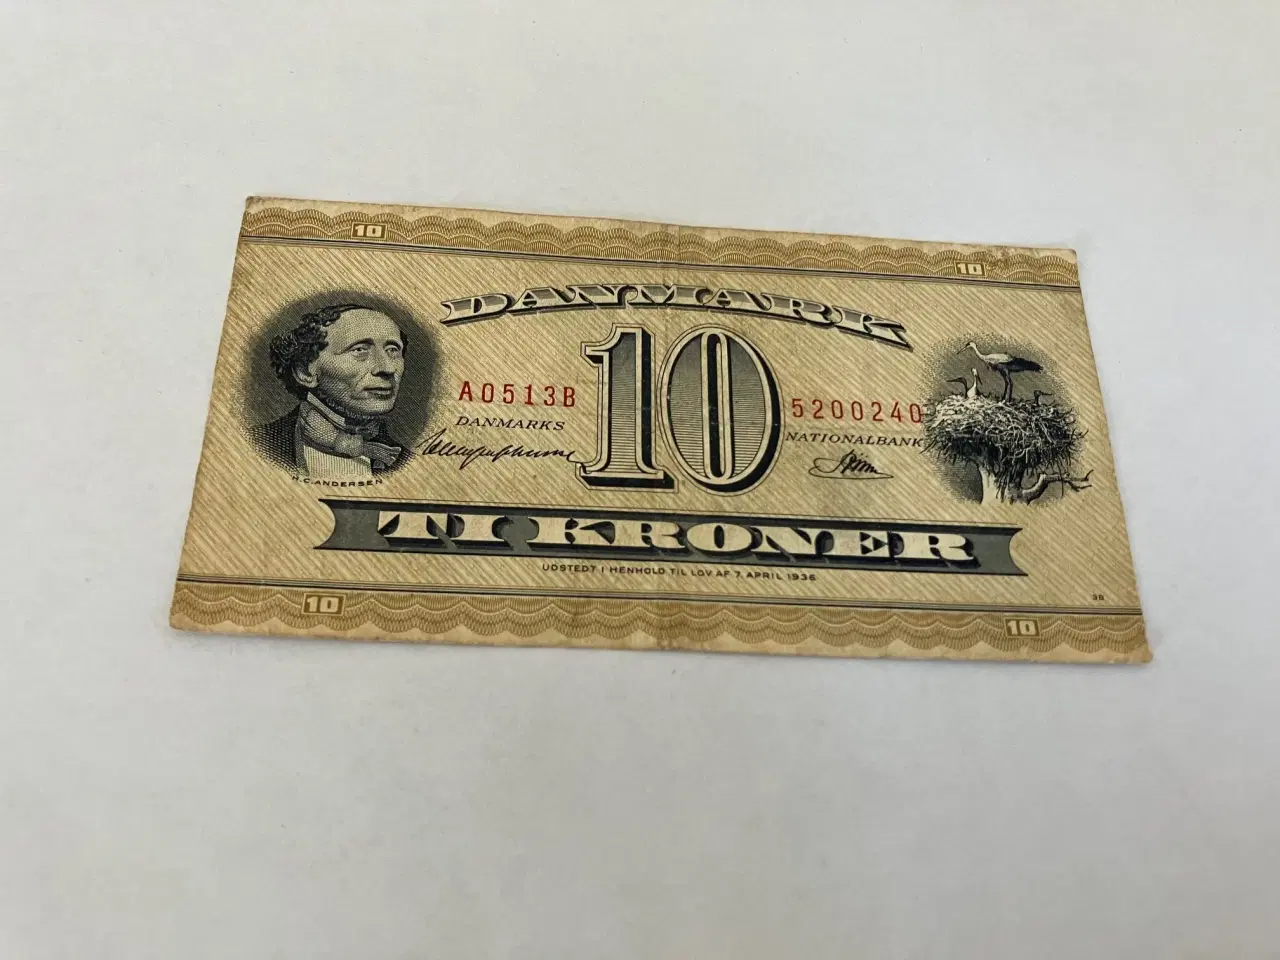 10
10
DANMARK
10
A0513B
5200240
DANMARKS
NATIONALBANK
H.C.ANDERSEN
TI KRONER
UDSTEDT I HENHOLD TIL LOV AF 7. APRIL 1936
10
10